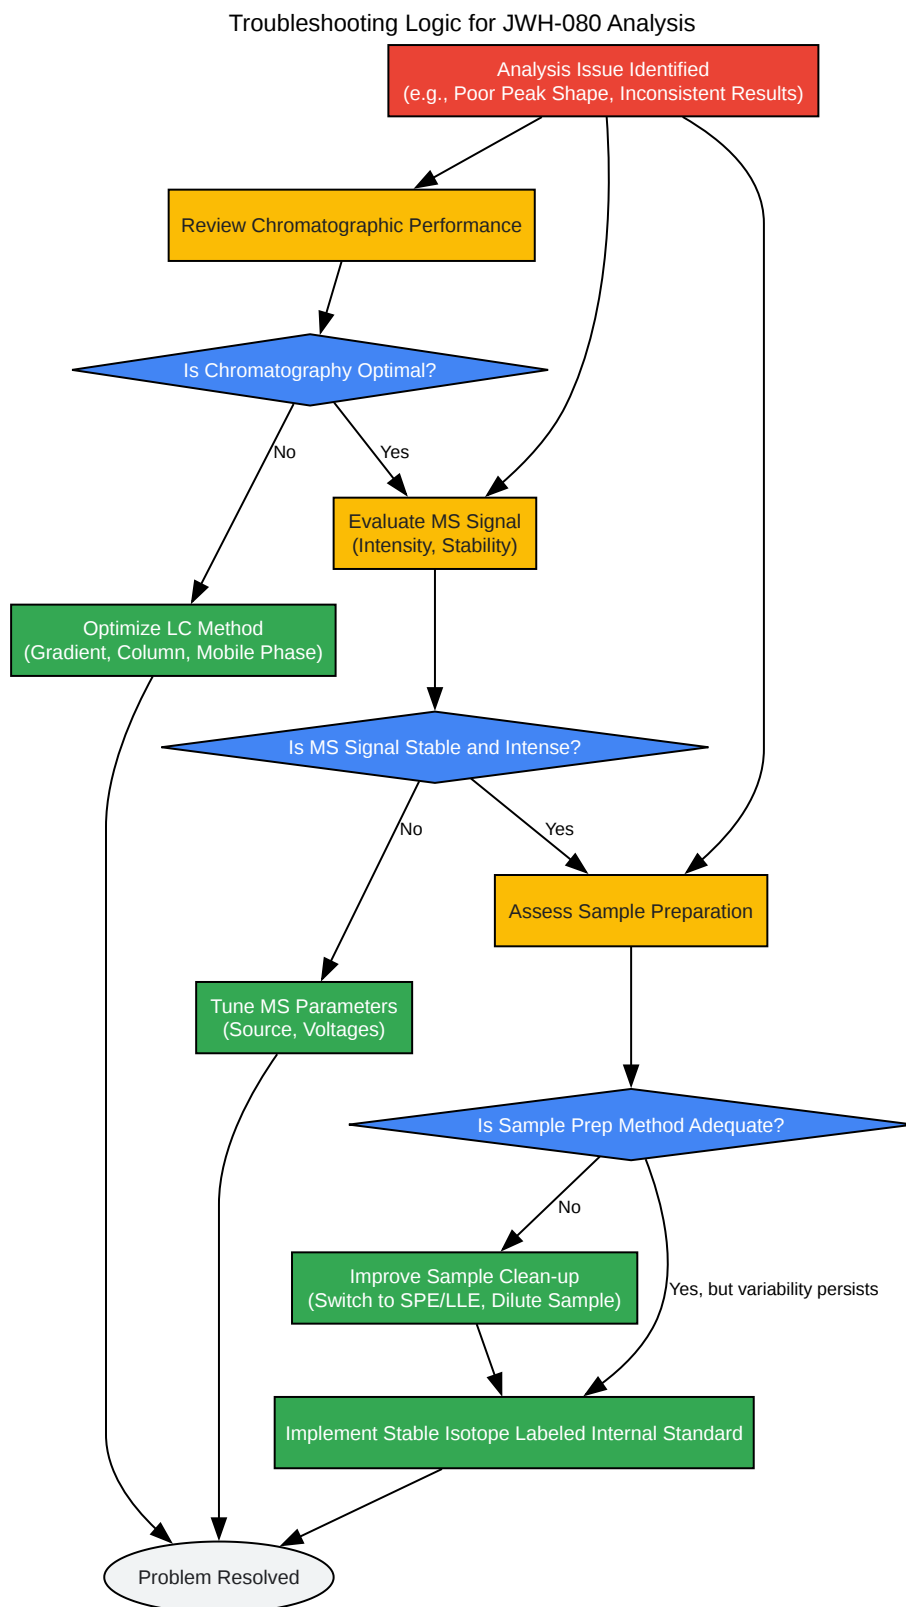 Troubleshooting Logic for JWH-080 Analysis
Analysis Issue Identified
(e.g., Poor Peak Shape, Inconsistent Results)
Review Chromatographic Performance
Is Chromatography Optimal?
No
Yes
Evaluate MS Signal
(Intensity, Stability)
Optimize LC Method
(Gradient, Column, Mobile Phase)
Is MS Signal Stable and Intense?
No
Yes
Assess Sample Preparation
Tune MS Parameters
(Source, Voltages)
Is Sample Prep Method Adequate?
No
Improve Sample Clean-up
(Switch to SPE/LLE, Dilute Sample)
Yes, but variability persists
Implement Stable Isotope Labeled Internal Standard
Problem Resolved